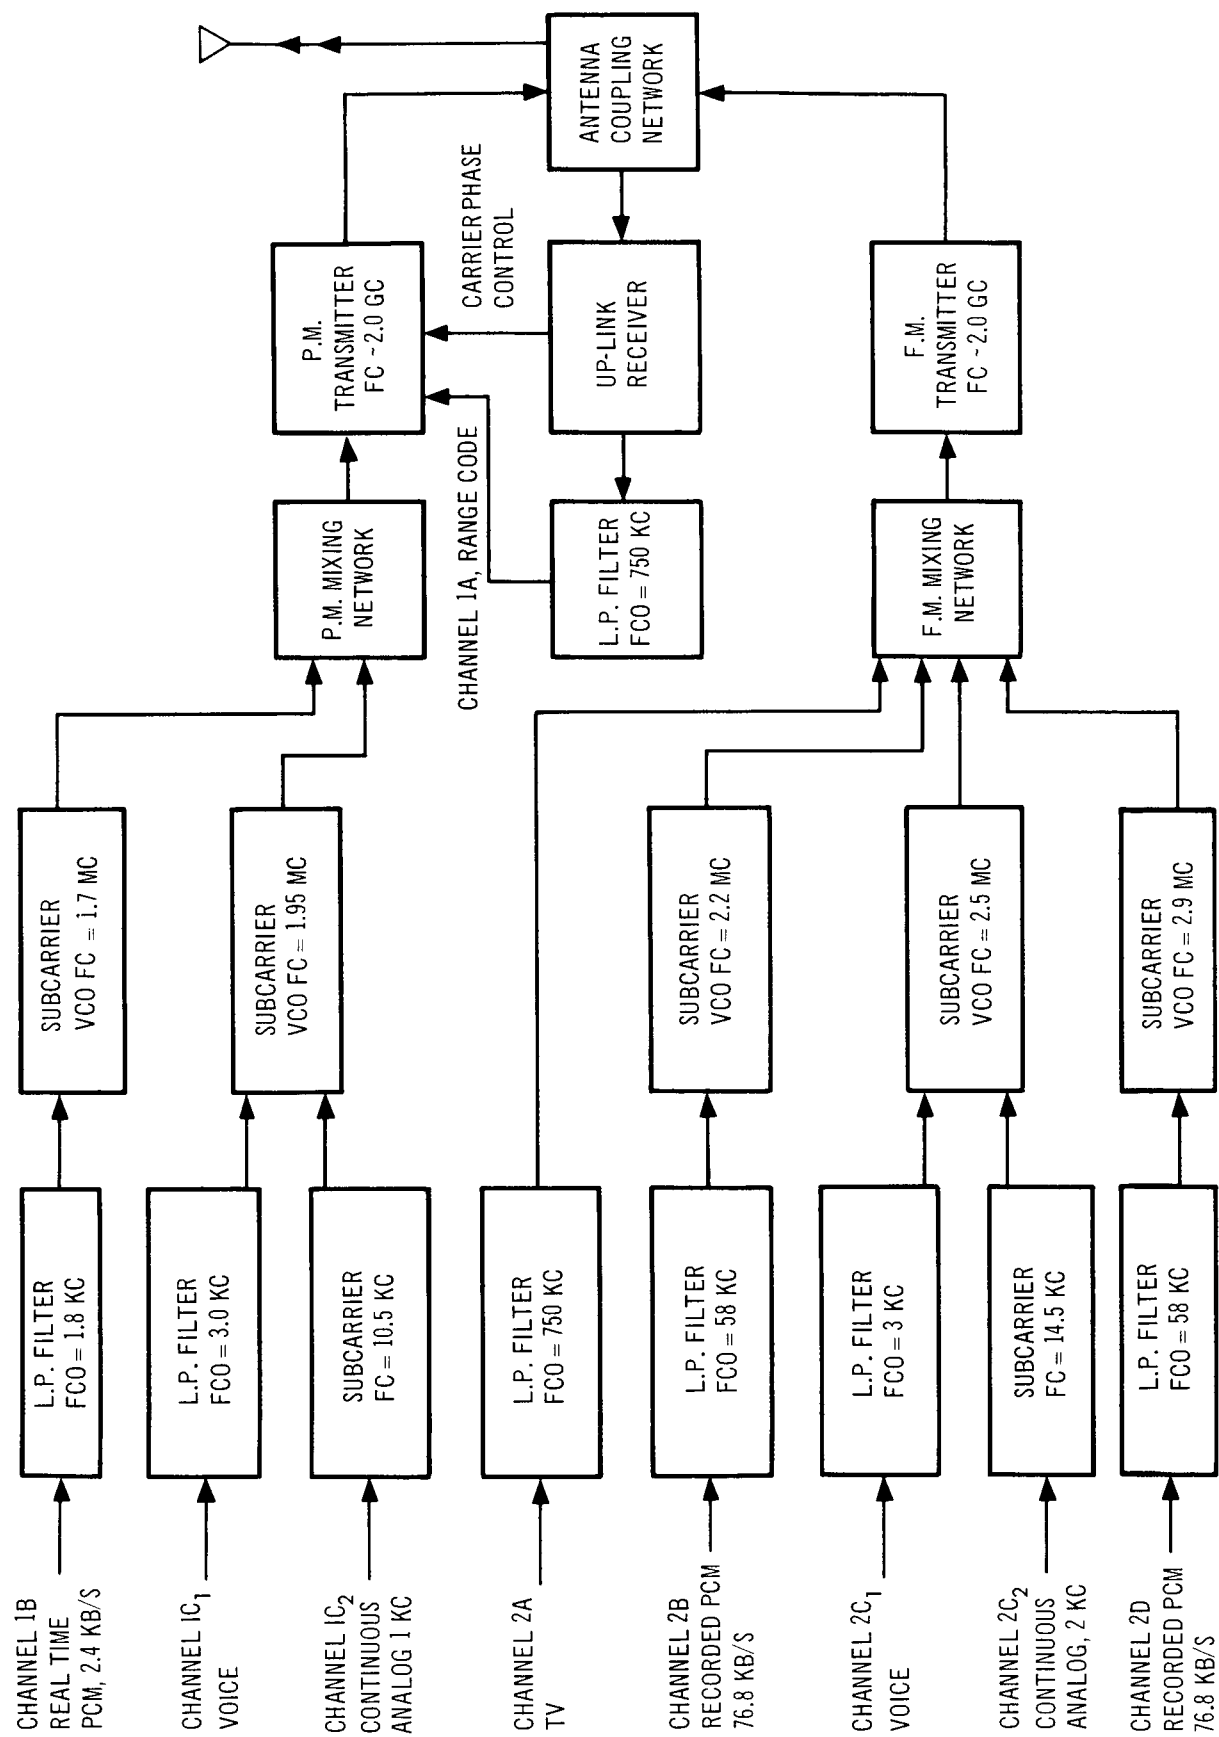 CHANNEL 1B
REAL TIME
PCM, 2.4 KB/S
L.P. FILTER
FCO = 1.8 KC
SUBCARRIER
VCO FC = 1.7 MC
CHANNEL 1C1
VOICE
L.P. FILTER
FCO = 3.0 KC
SUBCARRIER
VCO FC = 1.95 MC
CHANNEL 1C2
CONTINUOUS
ANALOG 1 KC
SUBCARRIER
FC = 10.5 KC
P.M. MIXING
NETWORK
P.M.
TRANSMITTER
FC ~ 2.0 GC
CHANNEL 1A, RANGE CODE
CARRIER PHASE
CONTROL
L.P. FILTER
FCO = 750 KC
UP-LINK
RECEIVER
ANTENNA
COUPLING
NETWORK
CHANNEL 2A
TV
L.P. FILTER
FCO = 750 KC
CHANNEL 2B
RECORDED PCM
76.8 KB/S
L.P. FILTER
FCO = 58 KC
SUBCARRIER
VCO FC = 2.2 MC
CHANNEL 2C1
VOICE
L.P. FILTER
FCO = 3 KC
SUBCARRIER
VCO FC = 2.5 MC
F.M. MIXING
NETWORK
F.M.
TRANSMITTER
FC ~ 2.0 GC
CHANNEL 2C2
CONTINUOUS
ANALOG, 2 KC
SUBCARRIER
FC = 14.5 KC
CHANNEL 2D
RECORDED PCM
76.8 KB/S
L.P. FILTER
FCO = 58 KC
SUBCARRIER
VCO FC = 2.9 MC